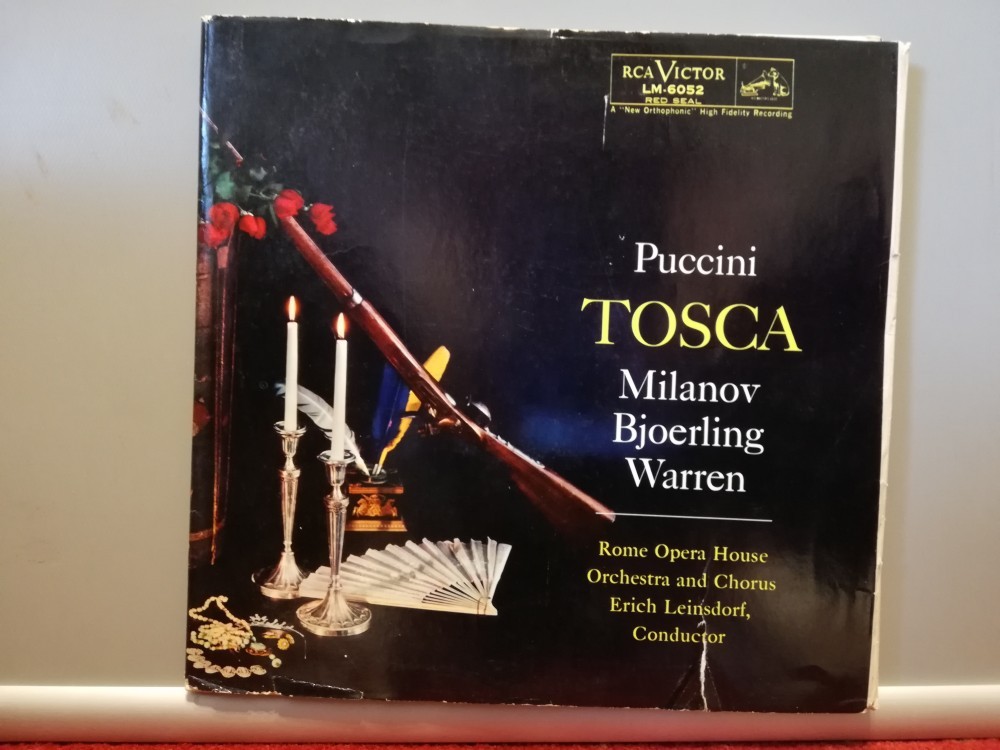 RCA VICTOR
LM-6052
RED SEAL
A "New Orthophonic" High Fidelity Recording
Puccini
TOSCA
Milanov
Bjoerling
Warren
Rome Opera House
Orchestra and Chorus
Erich Leinsdorf,
Conductor